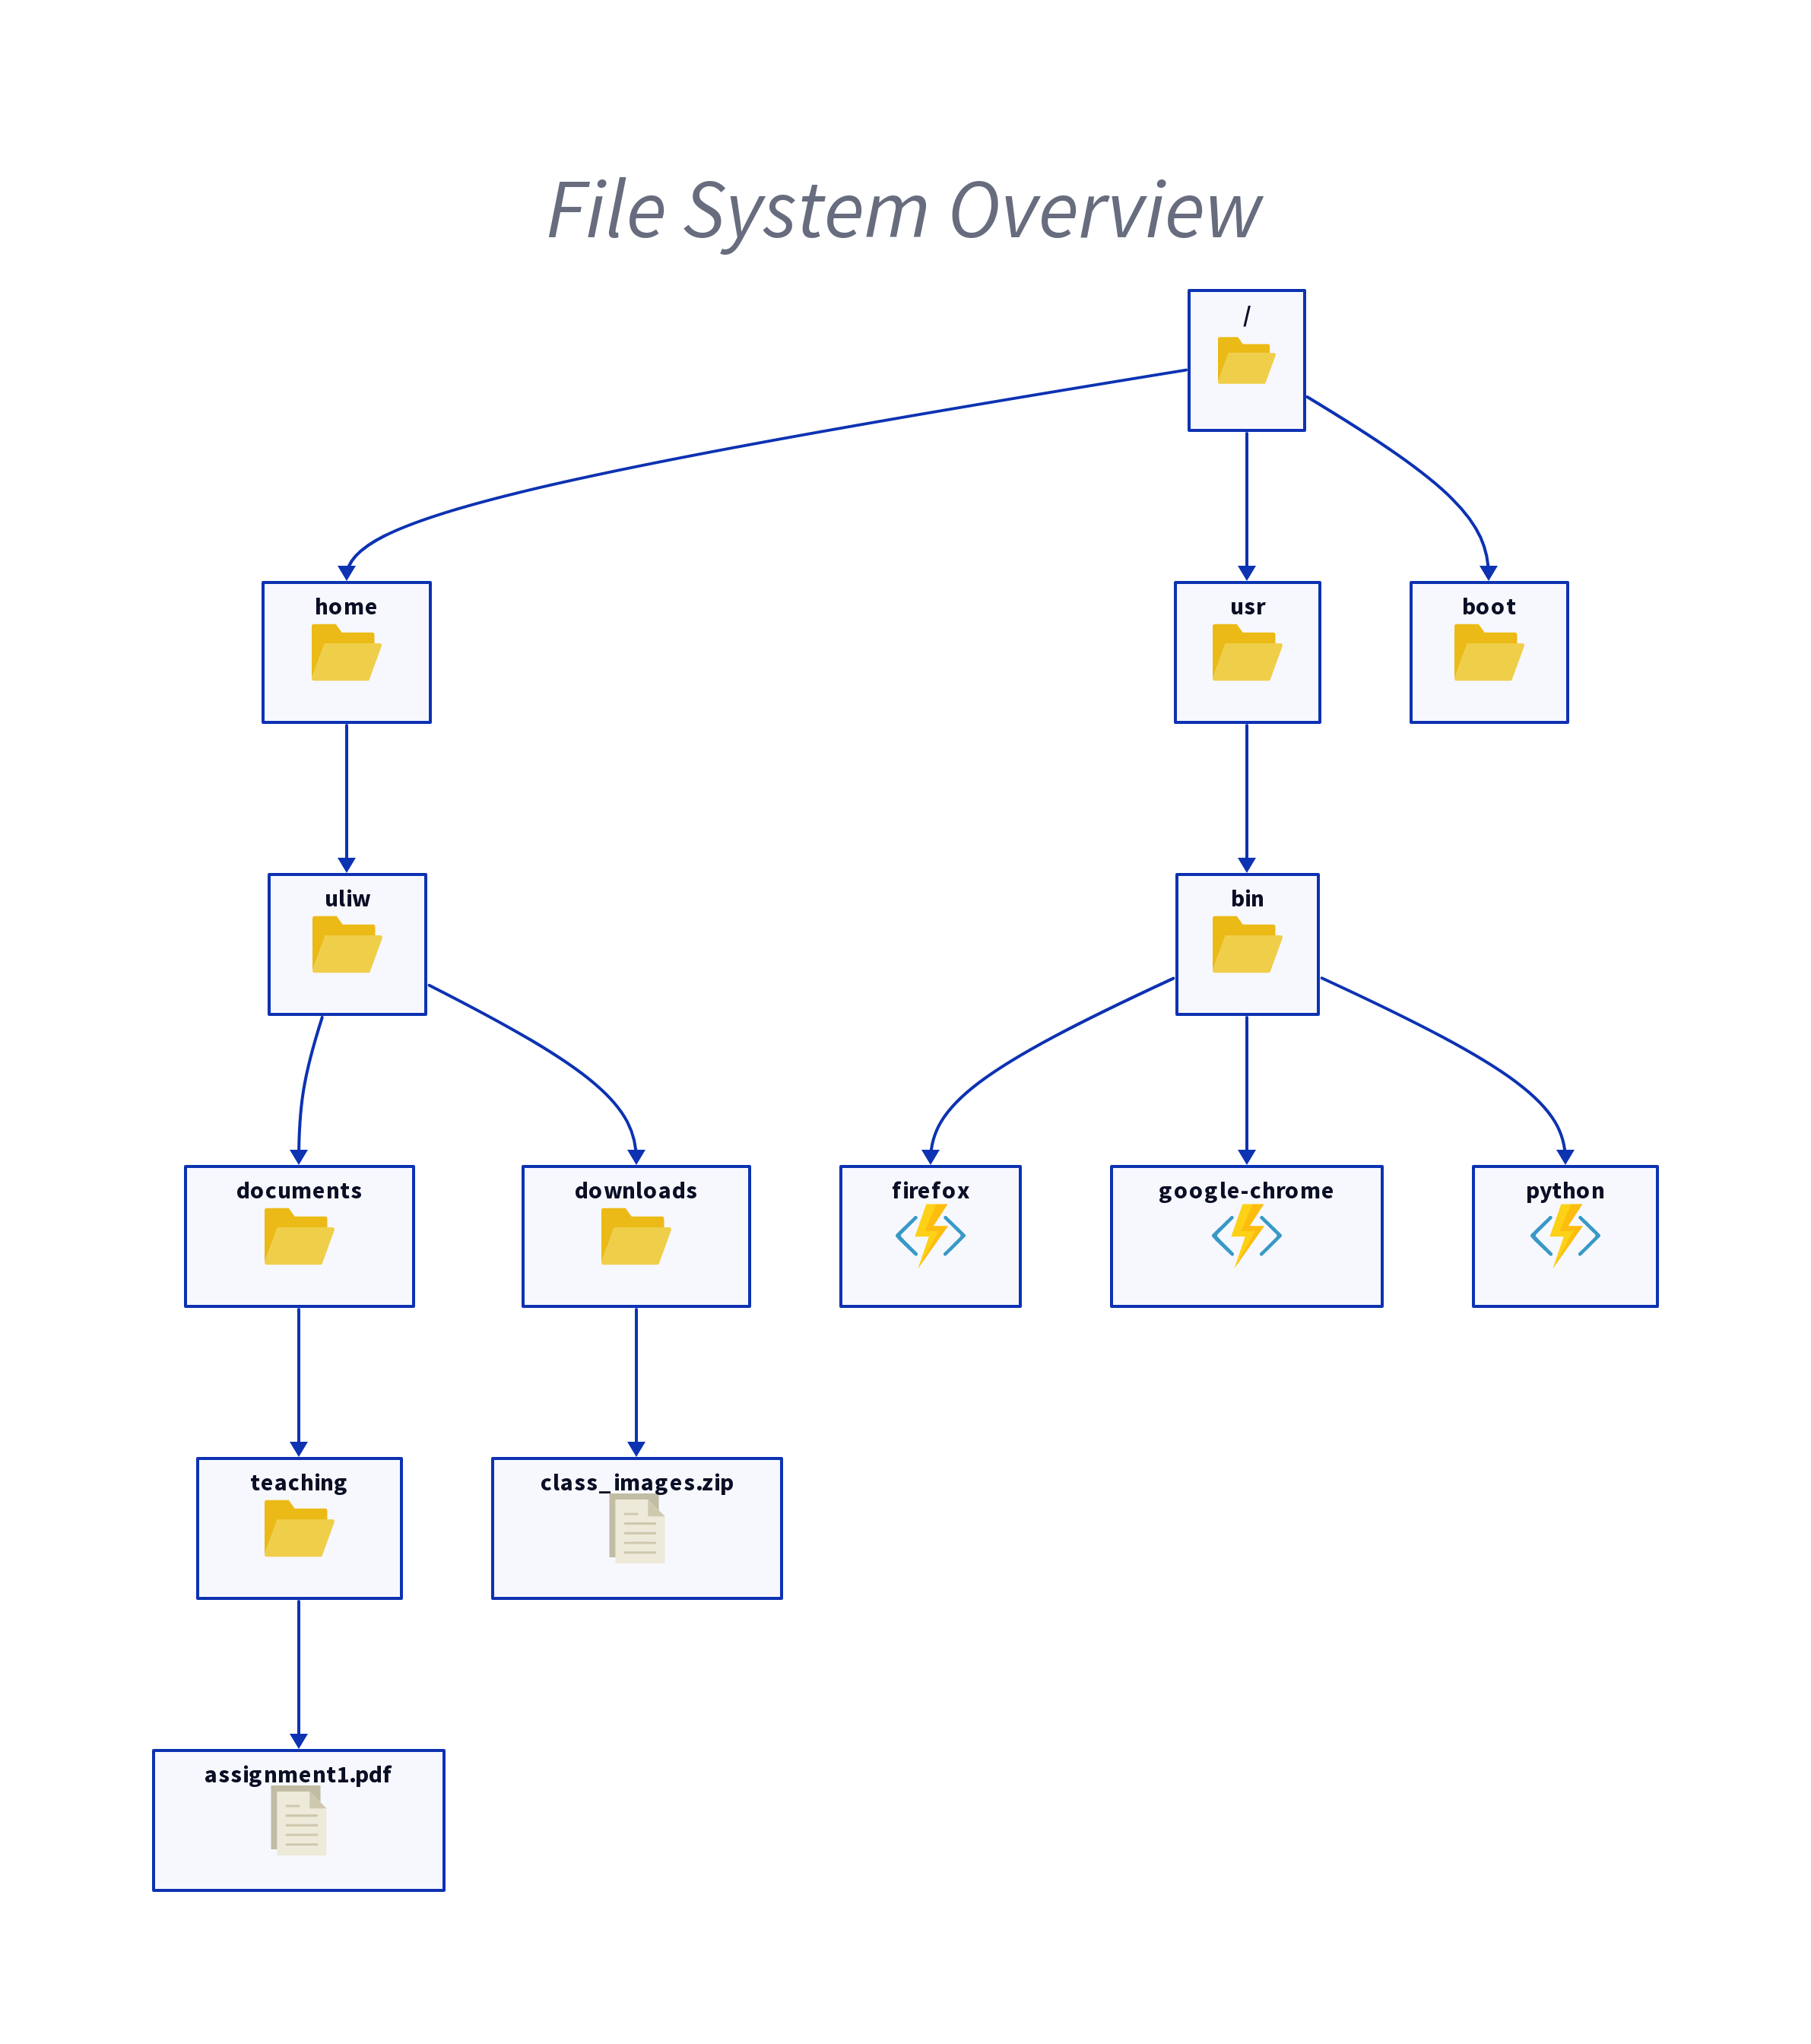 File System Overview
/
home
usr
boot
uliw
bin
documents
downloads
firefox
google-chrome
python
teaching
class_images.zip
assignment1.pdf